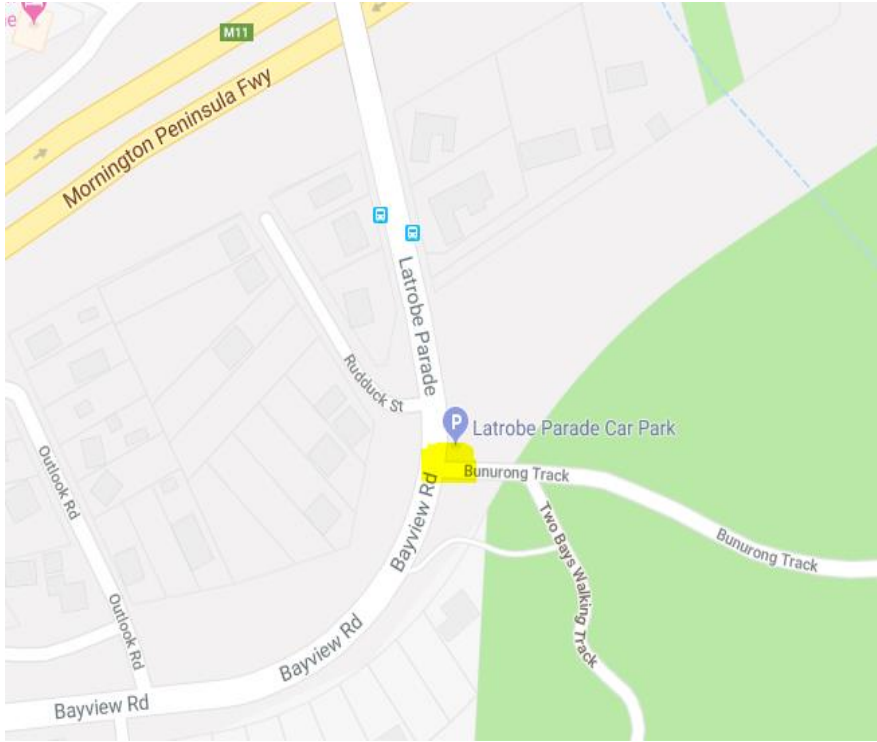 e
M11
Mornington Peninsula Fwy
Latrobe Parade
Rudduck St
P
Latrobe Parade Car Park
Bunurong Track
Bayview Rd
Two Bays Walking Track
Bunurong Track
Outlook Rd
Outlook Rd
Bayview Rd
Bayview Rd